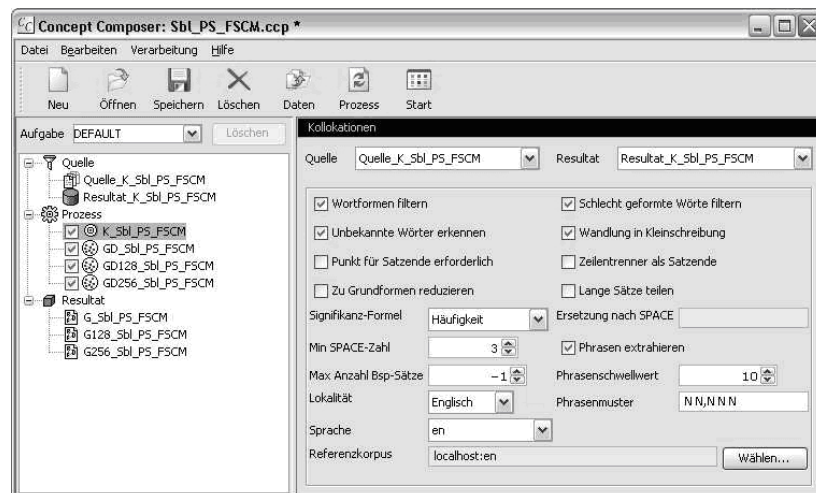 Concept Composer: Sbl_PS_FSCM.ccp *
Datei Bearbeiten Verarbeitung Hilfe
Neu Öffnen Speichern Löschen Daten Prozess Start
Aufgabe DEFAULT Löschen
Quelle
Quelle_K_Sbl_PS_FSCM
Resultat_K_Sbl_PS_FSCM
Prozess
K_Sbl_PS_FSCM
GD_Sbl_PS_FSCM
GD128_Sbl_PS_FSCM
GD256_Sbl_PS_FSCM
Resultat
G_Sbl_PS_FSCM
G128_Sbl_PS_FSCM
G256_Sbl_PS_FSCM
Kollokationen
Quelle Quelle_K_Sbl_PS_FSCM Resultat Resultat_K_Sbl_PS_FSCM
Wortformen filtern Schlecht geformte Wörte filtern
Unbekannte Wörter erkennen Wandlung in Kleinschreibung
Punkt für Satzende erforderlich Zeilentrenner als Satzende
Zu Grundformen reduzieren Lange Sätze teilen
Signifikanz-Formel Häufigkeit Ersetzung nach SPACE
Min SPACE-Zahl 3 Phrasen extrahieren
Max Anzahl Bsp-Sätze -1 Phrasenschwellwert 10
Lokalität Englisch Phrasenmuster N N,N N N
Sprache en
Referenzkorpus localhost:en Wählen...